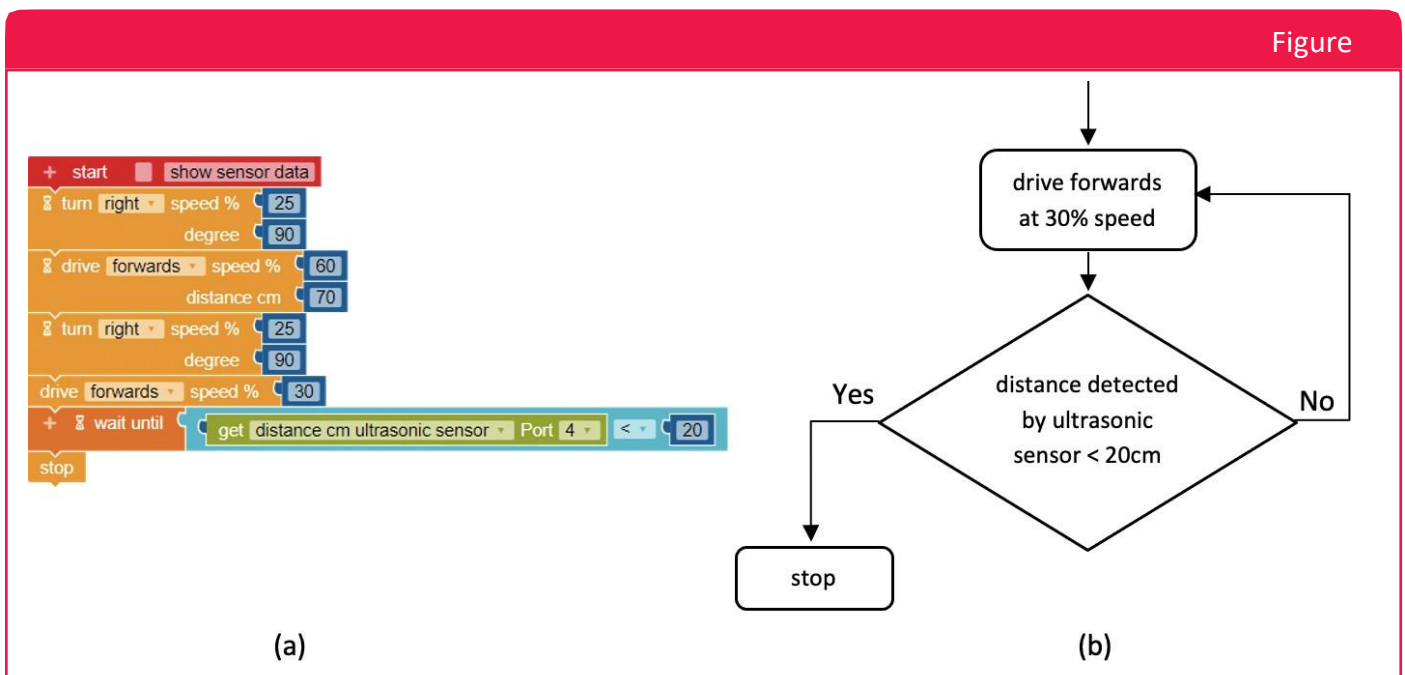 Figure
+ start show sensor data
turn right speed % 25
degree 90
drive forwards speed % 60
distance cm 70
turn right speed % 25
degree 90
drive forwards speed % 30
+ wait until get distance cm ultrasonic sensor Port 4 < 20
stop
(a)
drive forwards
at 30% speed
distance detected
by ultrasonic
sensor < 20cm
Yes
No
stop
(b)